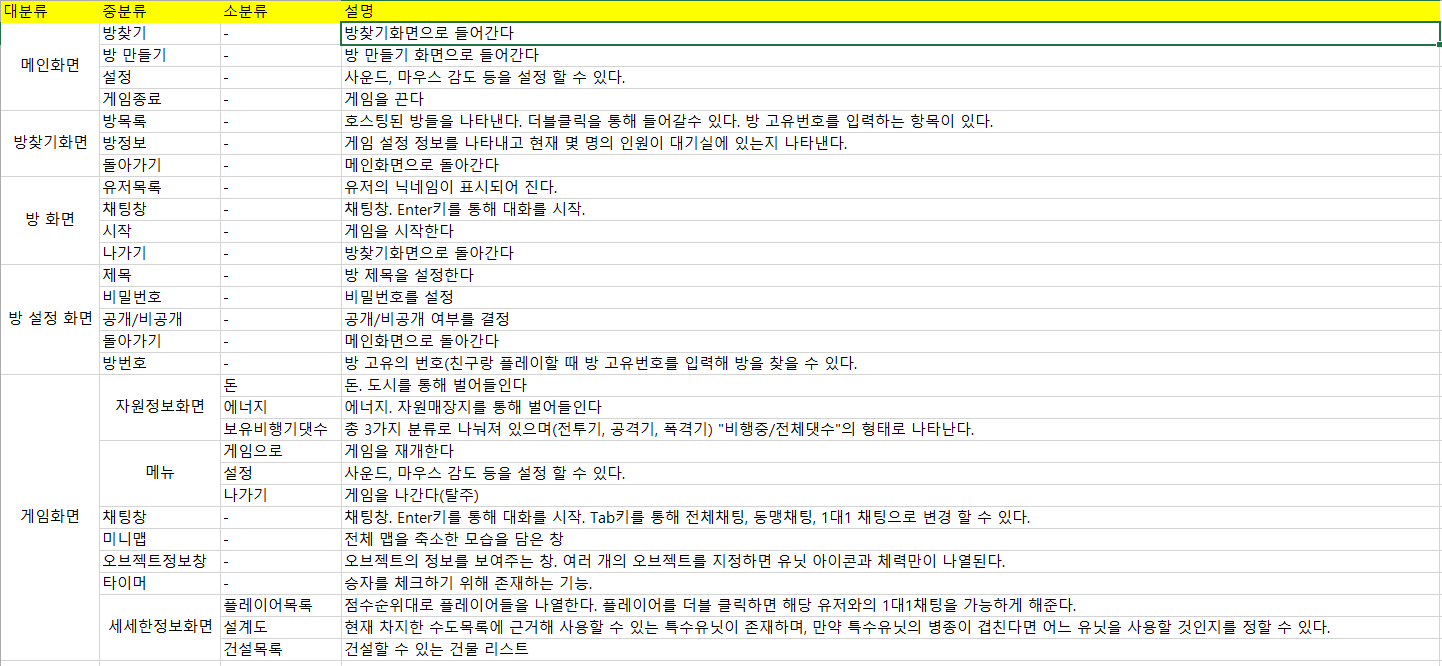 대분류 중분류 소분류 설명
메인화면 방찾기 - 방찾기화면으로 들어간다
방 만들기 - 방 만들기 화면으로 들어간다
설정 - 사운드, 마우스 감도 등을 설정 할 수 있다.
게임종료 - 게임을 끈다
방찾기화면 방목록 - 호스팅된 방들을 나타낸다. 더블클릭을 통해 들어갈수 있다. 방 고유번호를 입력하는 항목이 있다.
방정보 - 게임 설정 정보를 나타내고 현재 몇 명의 인원이 대기실에 있는지 나타낸다.
돌아가기 - 메인화면으로 돌아간다
방 화면 유저목록 - 유저의 닉네임이 표시되어 진다.
채팅창 - 채팅창. Enter키를 통해 대화를 시작.
시작 - 게임을 시작한다
나가기 - 방찾기화면으로 돌아간다
방 설정 화면 제목 - 방 제목을 설정한다
비밀번호 - 비밀번호를 설정
공개/비공개 - 공개/비공개 여부를 결정
돌아가기 - 메인화면으로 돌아간다
방번호 - 방 고유의 번호(친구랑 플레이할 때 방 고유번호를 입력해 방을 찾을 수 있다.
게임화면 자원정보화면 돈 돈. 도시를 통해 벌어들인다
에너지 에너지. 자원매장지를 통해 벌어들인다
보유비행기댓수 총 3가지 분류로 나눠져 있으며(전투기, 공격기, 폭격기) "비행중/전체댓수"의 형태로 나타난다.
메뉴 게임으로 게임을 재개한다
설정 사운드, 마우스 감도 등을 설정 할 수 있다.
나가기 게임을 나간다(탈주)
채팅창 - 채팅창. Enter키를 통해 대화를 시작. Tab키를 통해 전체채팅, 동맹채팅, 1대1 채팅으로 변경 할 수 있다.
미니맵 - 전체 맵을 축소한 모습을 담은 창
오브젝트정보창 - 오브젝트의 정보를 보여주는 창. 여러 개의 오브젝트를 지정하면 유닛 아이콘과 체력만이 나열된다.
타이머 - 승자를 체크하기 위해 존재하는 기능.
세세한정보화면 플레이어목록 점수순위대로 플레이어들을 나열한다. 플레이어를 더블 클릭하면 해당 유저와의 1대1채팅을 가능하게 해준다.
설계도 현재 차지한 수도목록에 근거해 사용할 수 있는 특수유닛이 존재하며, 만약 특수유닛의 병종이 겹친다면 어느 유닛을 사용할 것인지를 정할 수 있다.
건설목록 건설할 수 있는 건물 리스트